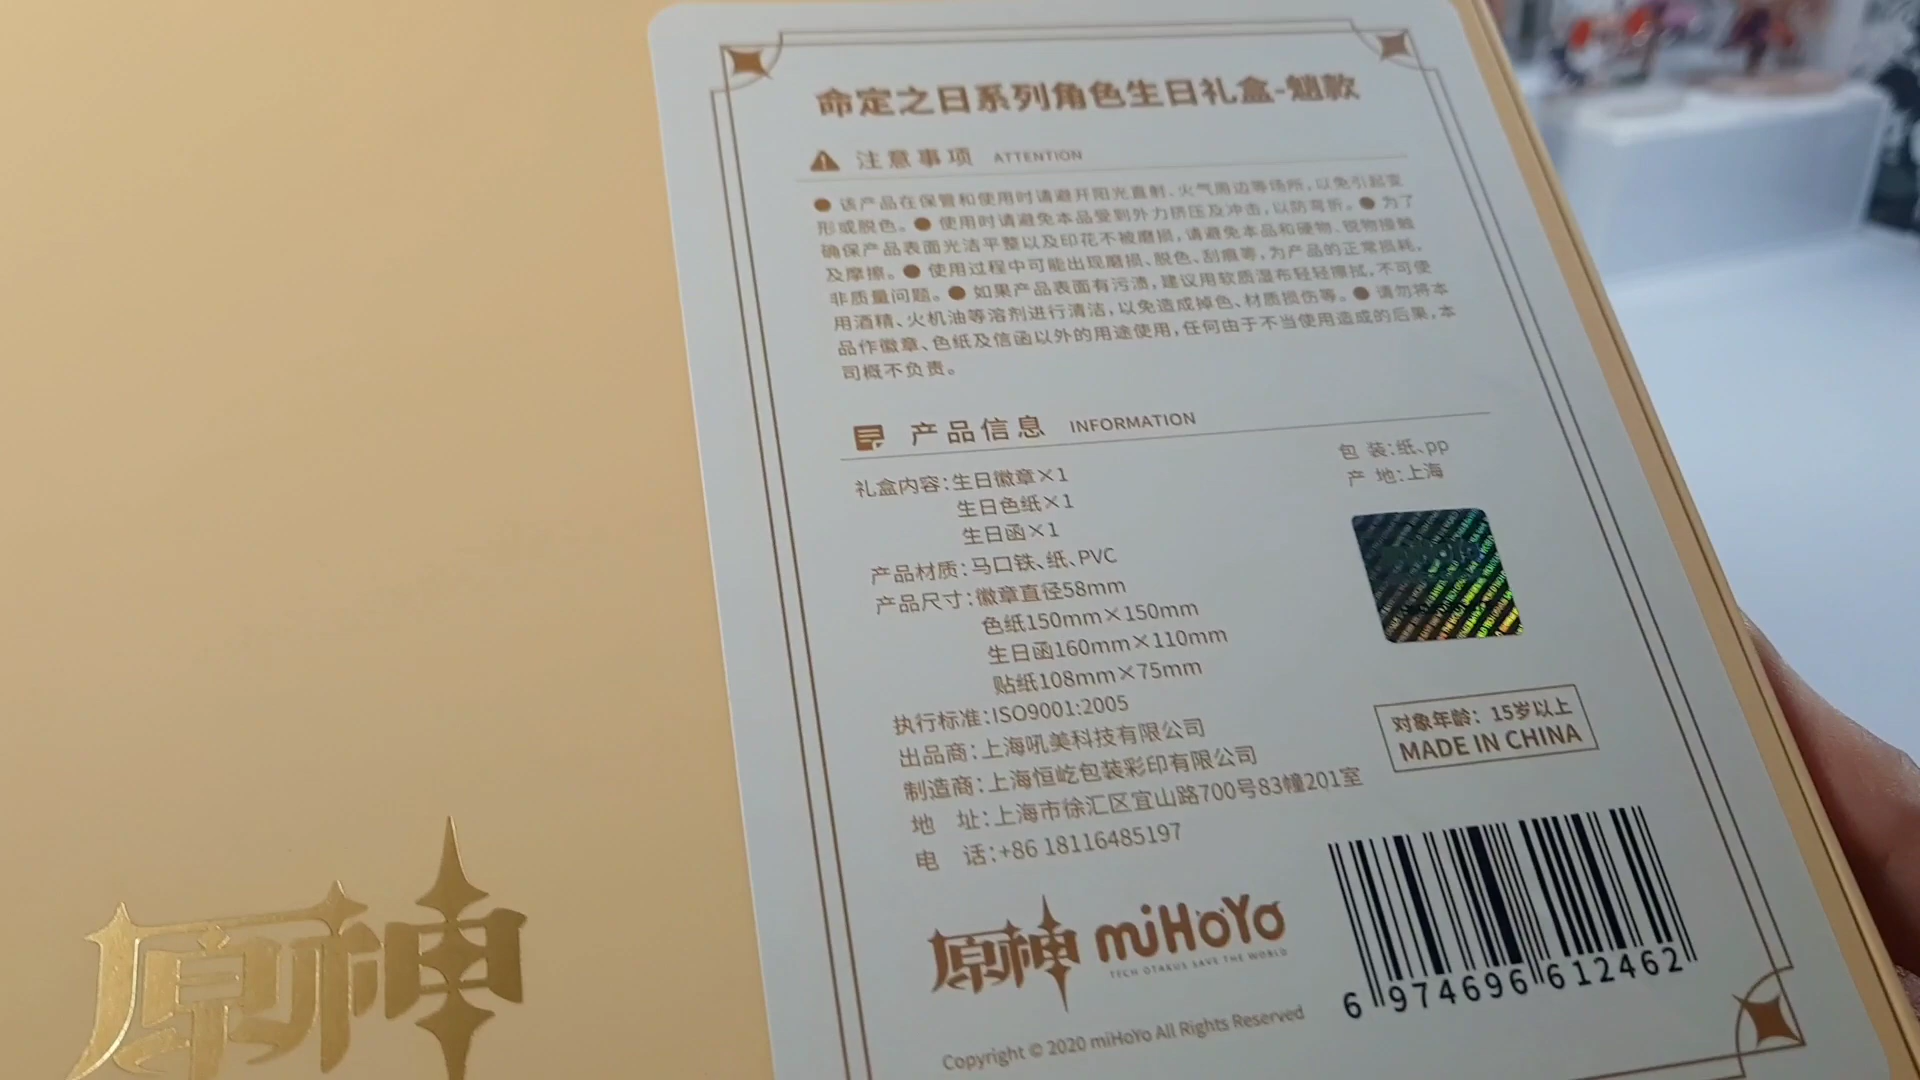 命定之日系列角色生日礼盒-魈款
注意事项 ATTENTION
● 该产品在保管和使用时请避开阳光直射、火气周边等场所，以免引起变
形或脱色。● 使用时请避免本品受到外力挤压及冲击，以防弯折。● 为了
确保产品表面光洁平整以及印花不被磨损，请避免本品和硬物、锐物接触
及摩擦。● 使用过程中可能出现磨损、脱色、刮痕等，为产品的正常损耗，
非质量问题。● 如果产品表面有污渍，建议用软质湿布轻轻擦拭，不可使
用酒精、火机油等溶剂进行清洁，以免造成掉色、材质损伤等。● 请勿将本
品作徽章、色纸及信函以外的用途使用，任何由于不当使用造成的后果，本
司概不负责。
产品信息 INFORMATION
礼盒内容：生日徽章×1
生日色纸×1
生日函×1
包 装：纸、pp
产 地：上海
产品材质：马口铁、纸、PVC
产品尺寸：徽章直径58mm
色纸150mm×150mm
生日函160mm×110mm
贴纸108mm×75mm
执行标准：ISO9001:2005
出品商：上海吼美科技有限公司
制造商：上海恒屹包装彩印有限公司
地 址：上海市徐汇区宜山路700号83幢201室
电 话：+86 18116485197
对象年龄：15岁以上
MADE IN CHINA
原神 miHoYo
TECH OTAKUS SAVE THE WORLD
6 974696 612462
Copyright © 2020 miHoYo All Rights Reserved
原神